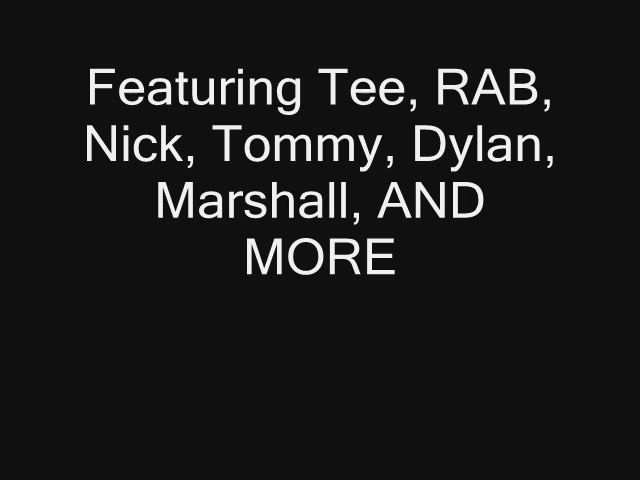 Featuring Tee, RAB,
Nick, Tommy, Dylan,
Marshall, AND
MORE